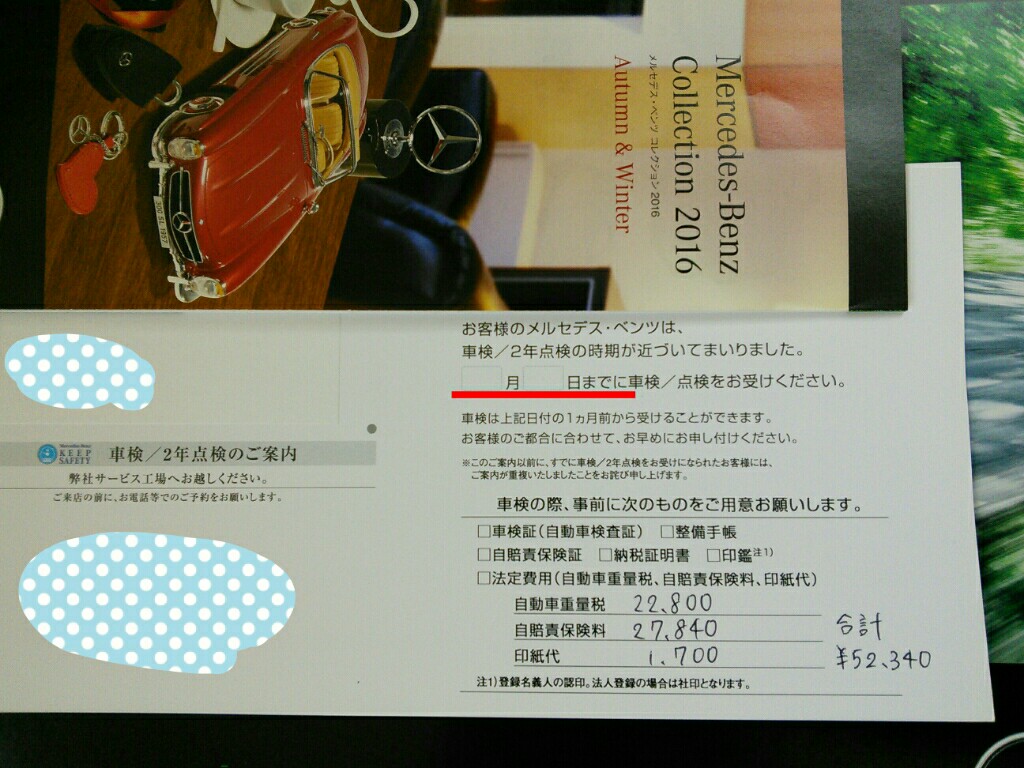 Mercedes-Benz
Collection 2016
メルセデス・ベンツ コレクション 2016
Autumn & Winter
お客様のメルセデス・ベンツは、
車検／2年点検の時期が近づいてまいりました。
月 日までに車検／点検をお受けください。
車検は上記日付の1ヵ月前から受けることができます。
お客様のご都合に合わせて、お早めにお申し付けください。
※このご案内以前に、すでに車検／2年点検をお受けになられたお客様には、
ご案内が重複いたしましたことをお詫び申し上げます。
Mercedes-Benz
KEEP
SAFETY
車検／2年点検のご案内
弊社サービス工場へお越しください。
ご来店の前に、お電話等でのご予約をお願いします。
車検の際、事前に次のものをご用意お願いします。
□車検証（自動車検査証） □整備手帳
□自賠責保険証 □納税証明書 □印鑑注1）
□法定費用（自動車重量税、自賠責保険料、印紙代）
自動車重量税 22,800
自賠責保険料 27,840
印紙代 1,700
合計
¥52,340
注1）登録名義人の認印。法人登録の場合は社印となります。